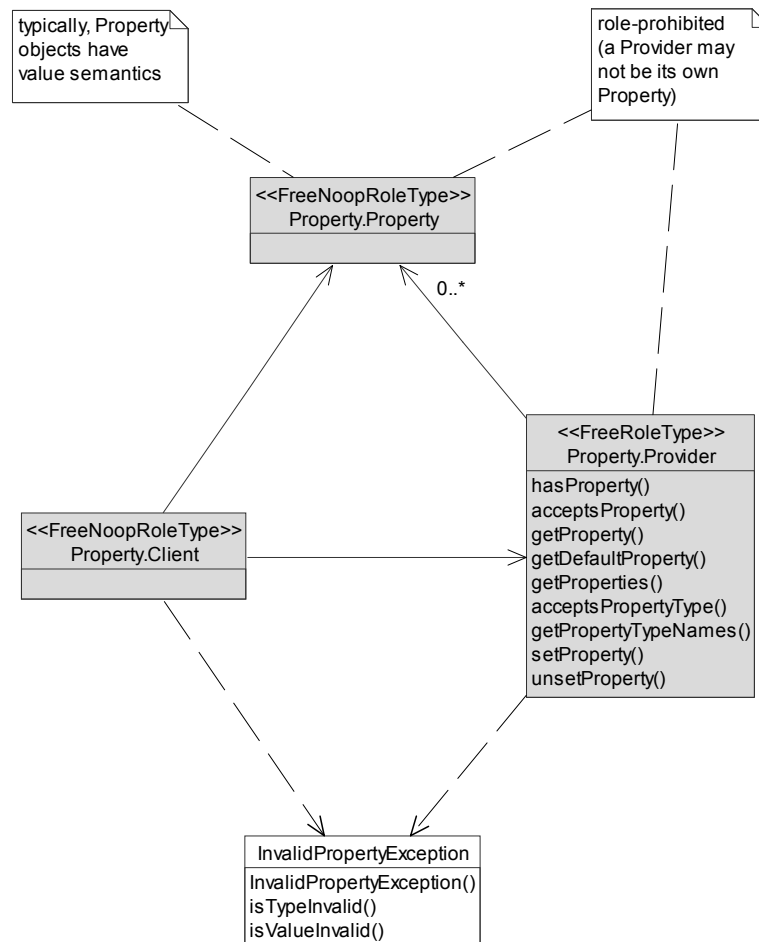 typically, Property
objects have
value semantics
role-prohibited
(a Provider may
not be its own
Property)
<<FreeNoopRoleType>>
Property.Property
0..*
<<FreeRoleType>>
Property.Provider
hasProperty()
acceptsProperty()
getProperty()
getDefaultProperty()
getProperties()
acceptsPropertyType()
getPropertyTypeNames()
setProperty()
unsetProperty()
<<FreeNoopRoleType>>
Property.Client
InvalidPropertyException
InvalidPropertyException()
isTypeInvalid()
isValueInvalid()